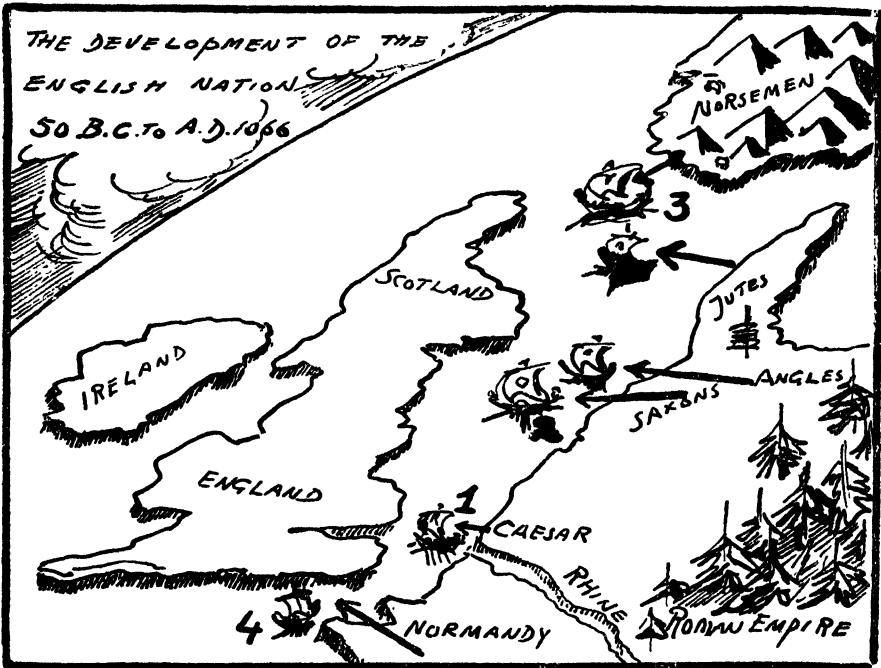 THE DEVELOPMENT OF THE
ENGLISH NATION
50 B.C. TO A.D. 1066
NORSEMEN
3
SCOTLAND
JUTES
IRELAND
ANGLES
SAXONS
2
ENGLAND
1
CAESAR
RHINE
4
NORMANDY
ROMAN EMPIRE